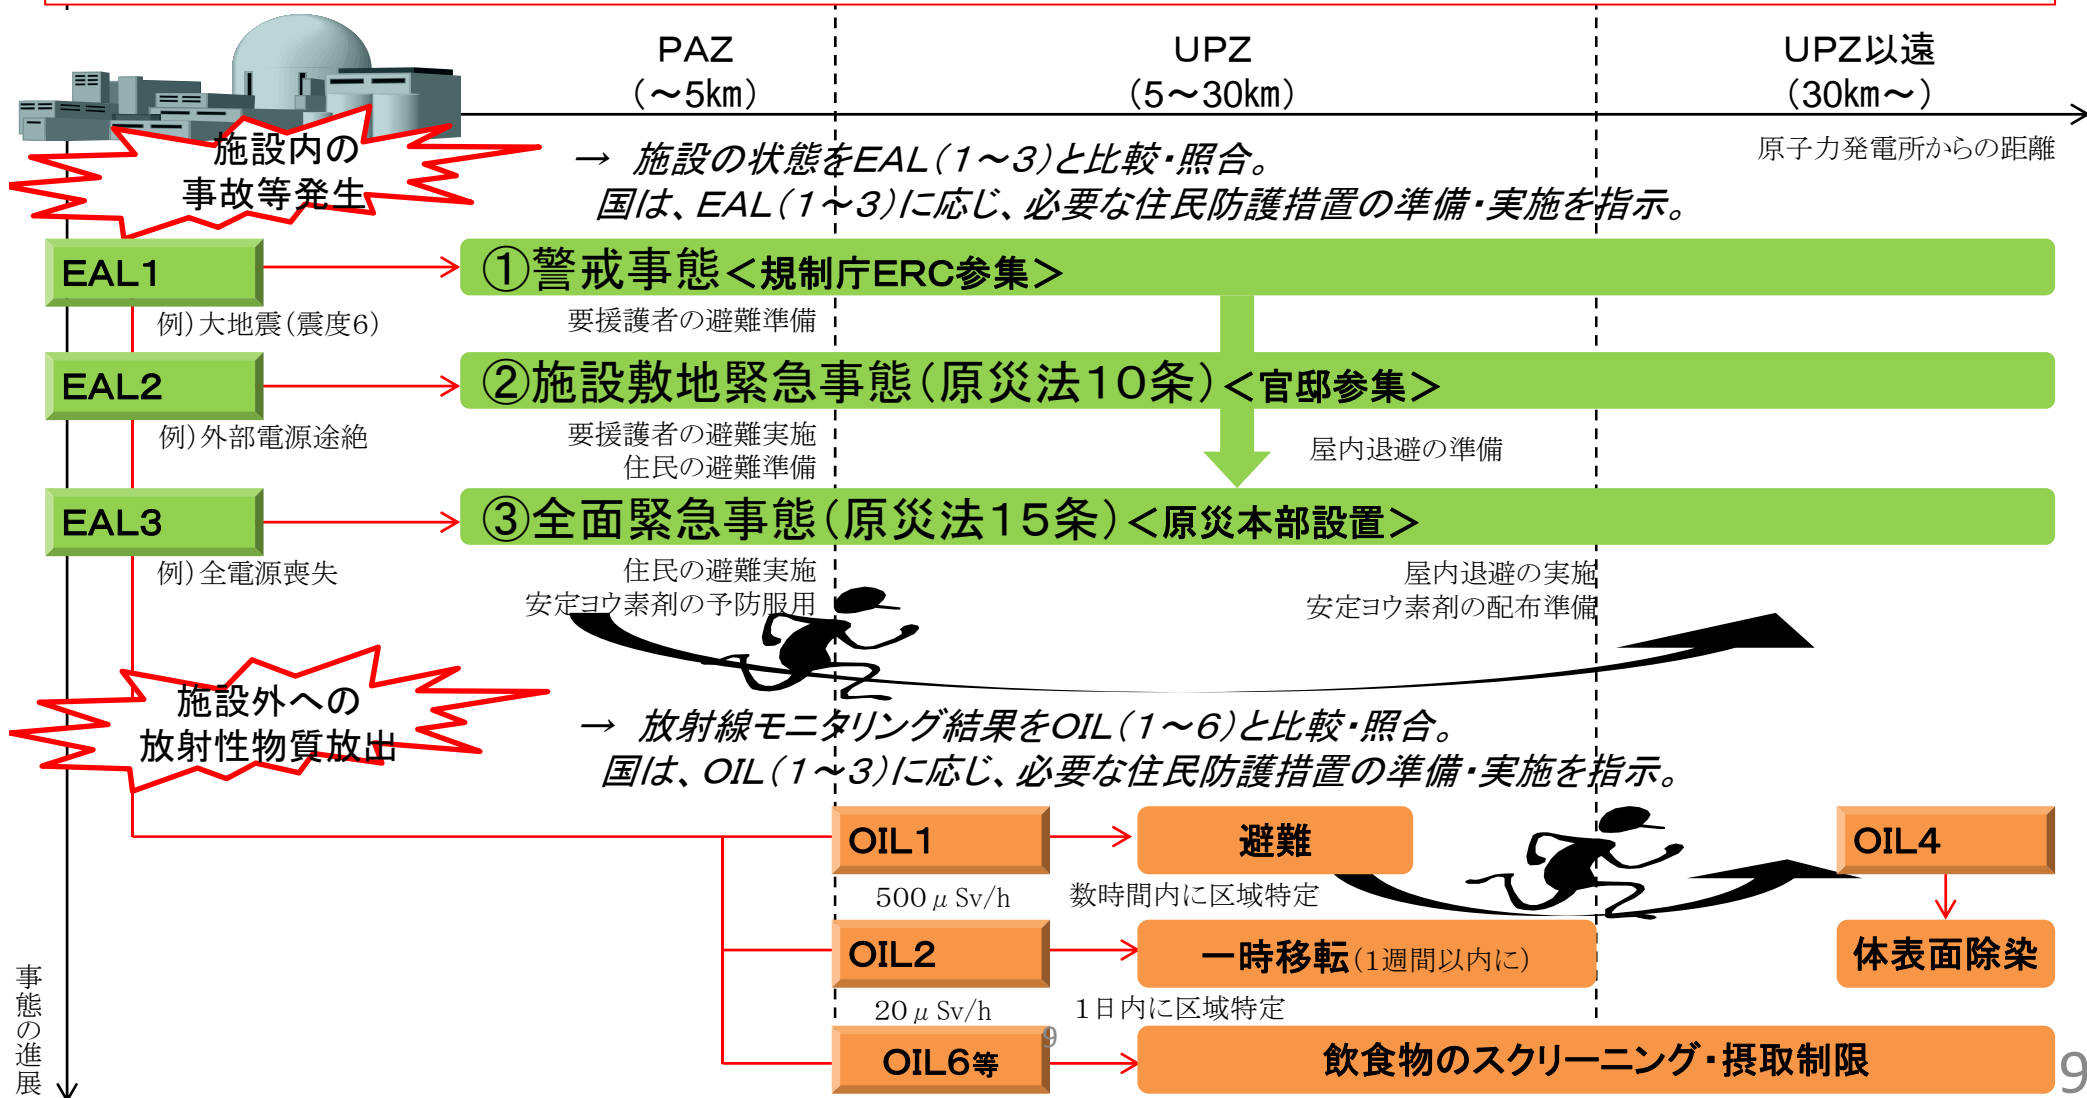 PAZ
(～5km)
UPZ
(5～30km)
UPZ以遠
(30km～)
原子力発電所からの距離
施設内の
事故等発生
→ 施設の状態をEAL(1～3)と比較・照合。
国は、EAL(1～3)に応じ、必要な住民防護措置の準備・実施を指示。
EAL1
①警戒事態＜規制庁ERC参集＞
例)大地震(震度6)
要援護者の避難準備
EAL2
②施設敷地緊急事態(原災法10条)＜官邸参集＞
例)外部電源途絶
要援護者の避難実施
住民の避難準備
屋内退避の準備
EAL3
③全面緊急事態(原災法15条)＜原災本部設置＞
例)全電源喪失
住民の避難実施
安定ヨウ素剤の予防服用
屋内退避の実施
安定ヨウ素剤の配布準備
施設外への
放射性物質放出
→ 放射線モニタリング結果をOIL(1～6)と比較・照合。
国は、OIL(1～3)に応じ、必要な住民防護措置の準備・実施を指示。
OIL1
避難
OIL4
500μSv/h
数時間内に区域特定
OIL2
一時移転(1週間以内に)
体表面除染
20μSv/h
1日内に区域特定
9
OIL6等
飲食物のスクリーニング・摂取制限
事態の進展
9